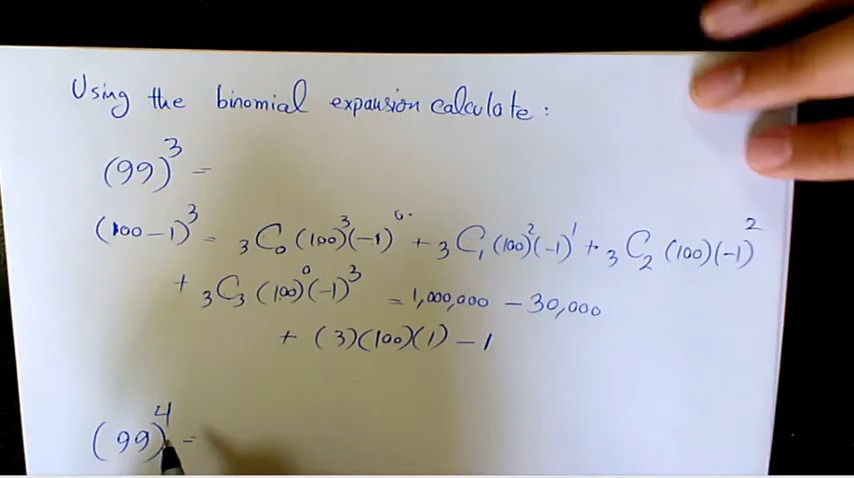 Using the binomial expansion calculate:
(99)³ =
(100-1)³ = ₃C₀(100)³(-1)⁰ + ₃C₁(100)²(-1)¹ + ₃C₂(100)(-1)²
+ ₃C₃(100)⁰(-1)³ = 1,000,000 - 30,000
+ (3)(100)(1) - 1
(99)⁴ =